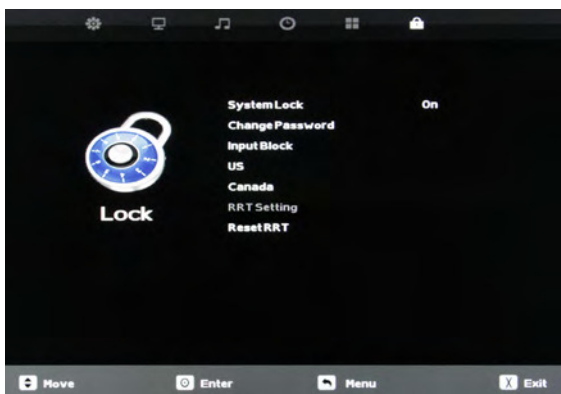 System Lock On
Change Password
Input Block
US
Canada
RRT Setting
Reset RRT
Lock
Move Enter Menu X Exit